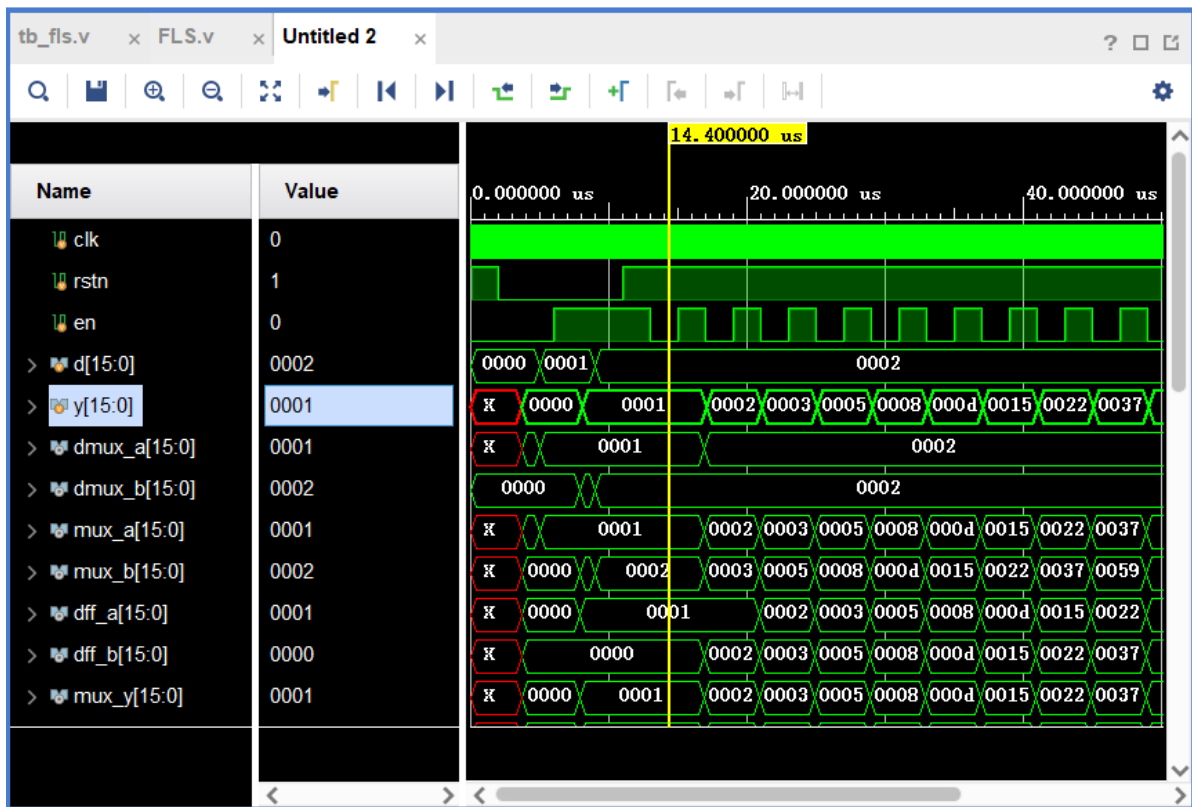 tb_fls.v × FLS.v × Untitled 2 ×
?
14.400000 us
Name Value 0.000000 us 20.000000 us 40.000000 us
clk 0
rstn 1
en 0
> d[15:0] 0002 0000 0001 0002
> y[15:0] 0001 X 0000 0001 0002 0003 0005 0008 000d 0015 0022 0037
> dmux_a[15:0] 0001 X 0001 0002
> dmux_b[15:0] 0002 0000 0002
> mux_a[15:0] 0001 X 0001 0002 0003 0005 0008 000d 0015 0022 0037
> mux_b[15:0] 0002 X 0000 0002 0003 0005 0008 000d 0015 0022 0037 0059
> dff_a[15:0] 0001 X 0000 0001 0002 0003 0005 0008 000d 0015 0022
> dff_b[15:0] 0000 X 0000 0002 0003 0005 0008 000d 0015 0022 0037
> mux_y[15:0] 0001 X 0000 0001 0002 0003 0005 0008 000d 0015 0022 0037